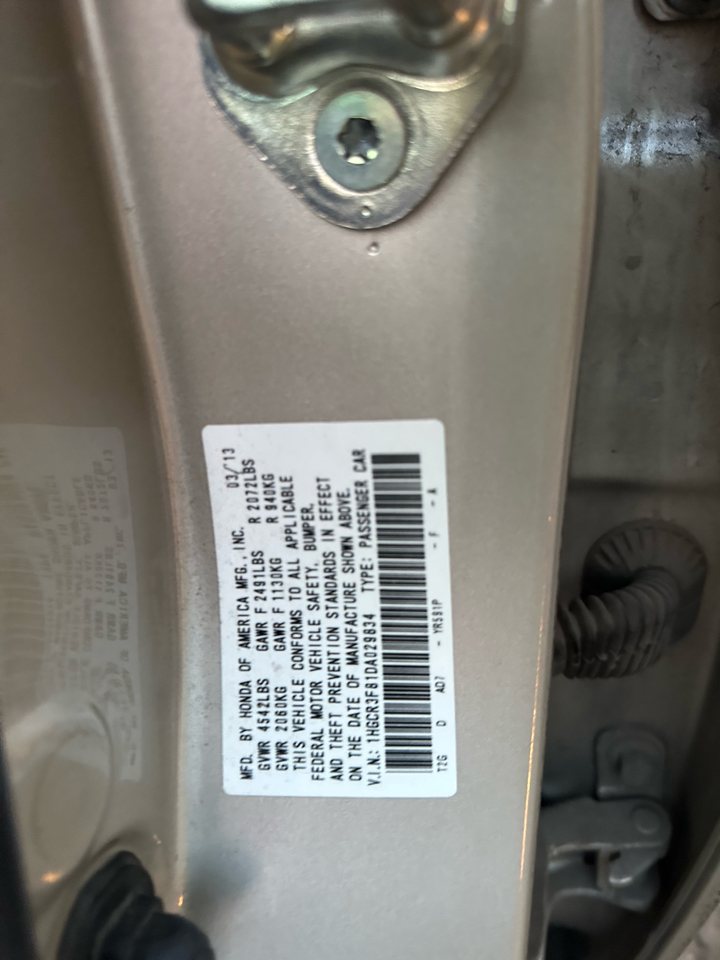 MFD. BY HONDA OF AMERICA MFG., INC. 03/13
GVWR 4542LBS GAWR F 2491LBS R 2072LBS
GVWR 2060KG GAWR F 1130KG R 940KG
THIS VEHICLE CONFORMS TO ALL APPLICABLE
FEDERAL MOTOR VEHICLE SAFETY, BUMPER,
AND THEFT PREVENTION STANDARDS IN EFFECT
ON THE DATE OF MANUFACTURE SHOWN ABOVE.
V.I.N.: 1HGCR3F81DA029834 TYPE: PASSENGER CAR
T2G D AD7 - YR591P - F - A